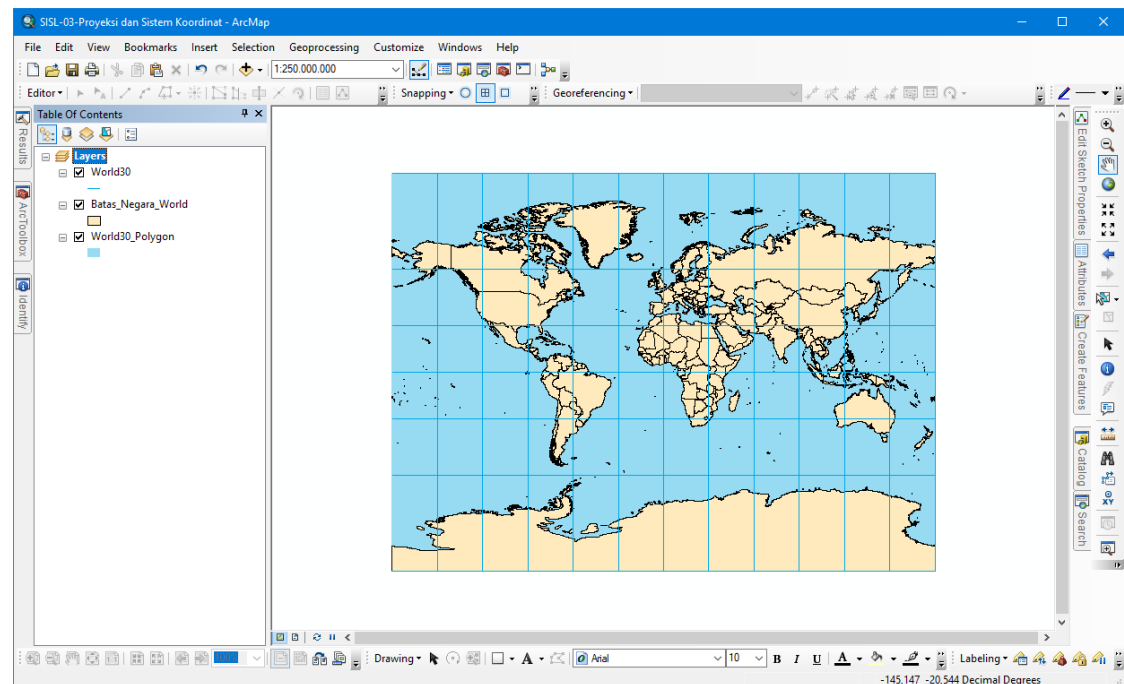 SISL-03-Proyeksi dan Sistem Koordinat - ArcMap
File Edit View Bookmarks Insert Selection Geoprocessing Customize Windows Help
1:250.000.000
Editor Snapping Georeferencing
Table Of Contents
Layers
World30
Batas_Negara_World
World30_Polygon
Results
ArcToolbox
Identify
Edit Sketch Properties
Attributes
Create Features
Catalog
Search
XY
Drawing A Arial 10 B I U A Labeling
-145,147 -20,544 Decimal Degrees